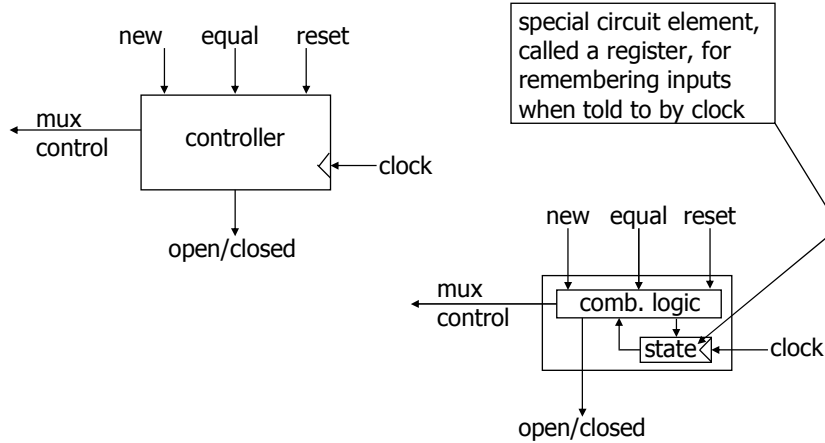 new equal reset
mux
control
controller
clock
open/closed
special circuit element,
called a register, for
remembering inputs
when told to by clock
new equal reset
mux
control
comb. logic
state
clock
open/closed